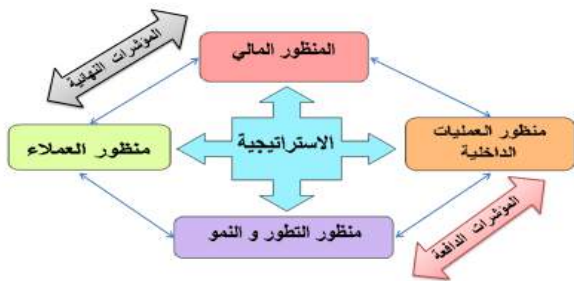 المؤشرات النهائية
المنظور المالي
منظور العمليات
الداخلية
الاستراتيجية
منظور العملاء
منظور التطور و النمو
المؤشرات الدافعة